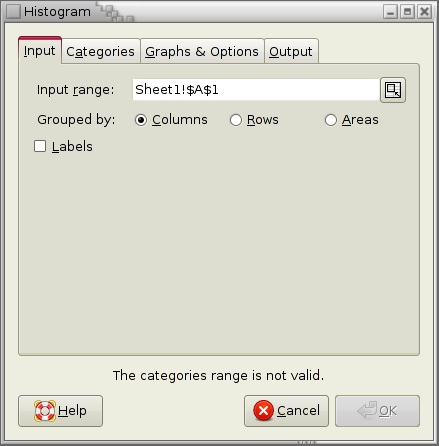 Histogram
Input Categories Graphs & Options Output
Input range: Sheet1!$A$1
Grouped by: Columns Rows Areas
Labels
The categories range is not valid.
Help Cancel OK